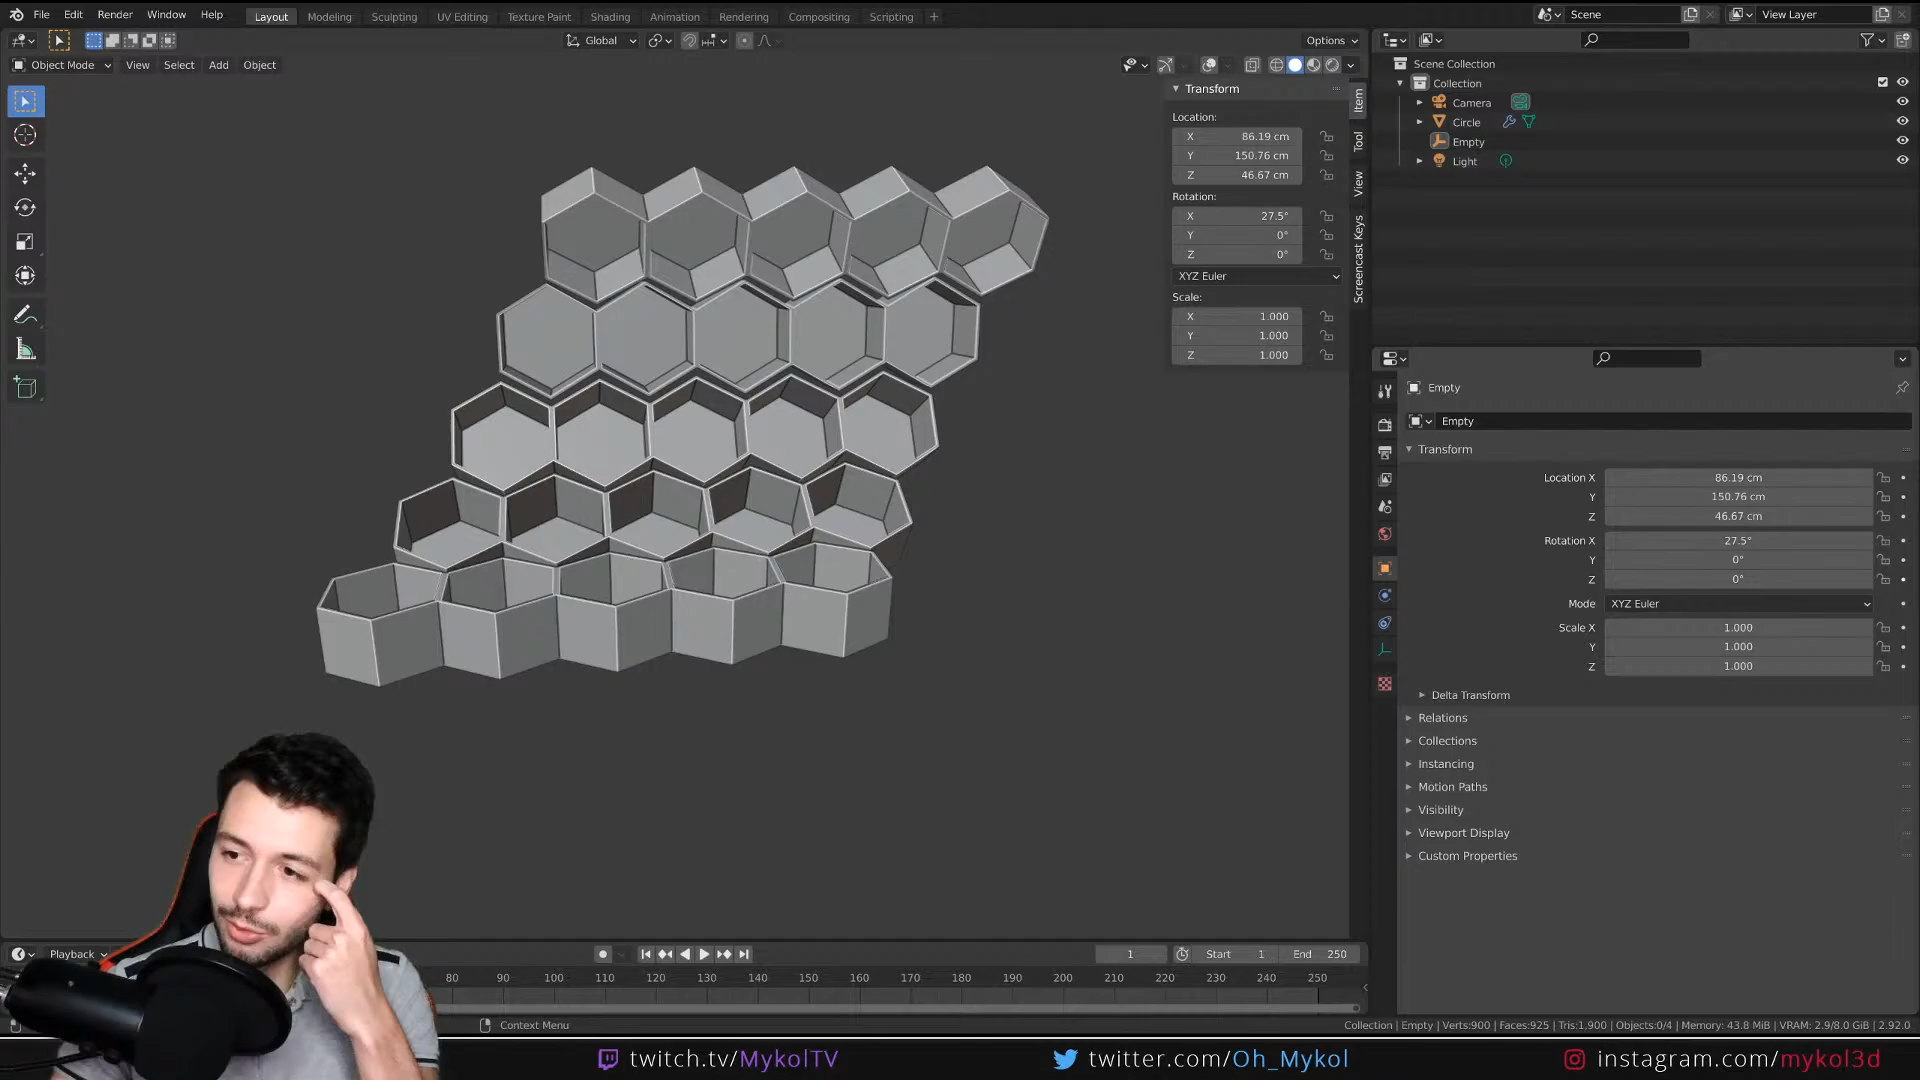 File Edit Render Window Help Layout Modeling Sculpting UV Editing Texture Paint Shading Animation Rendering Compositing Scripting + Scene View Layer
Global Options
Object Mode View Select Add Object
Scene Collection
Collection
Camera
Circle
Empty
Light
Transform
Location:
X 86.19 cm
Y 150.76 cm
Z 46.67 cm
Rotation:
X 27.5°
Y 0°
Z 0°
XYZ Euler
Scale:
X 1.000
Y 1.000
Z 1.000
Item
Tool
View
Screencast Keys
Empty
Empty
Transform
Location X 86.19 cm
Y 150.76 cm
Z 46.67 cm
Rotation X 27.5°
Y 0°
Z 0°
Mode XYZ Euler
Scale X 1.000
Y 1.000
Z 1.000
Delta Transform
Relations
Collections
Instancing
Motion Paths
Visibility
Viewport Display
Custom Properties
Playback 1 Start 1 End 250
80 90 100 110 120 130 140 150 160 170 180 190 200 210 220 230 240 250
Context Menu
Collection | Empty | Verts:900 | Faces:925 | Tris:1,900 | Objects:0/4 | Memory: 43.8 MiB | VRAM: 2.9/8.0 GiB | 2.92.0
twitch.tv/MykolTV twitter.com/Oh_Mykol instagram.com/mykol3d